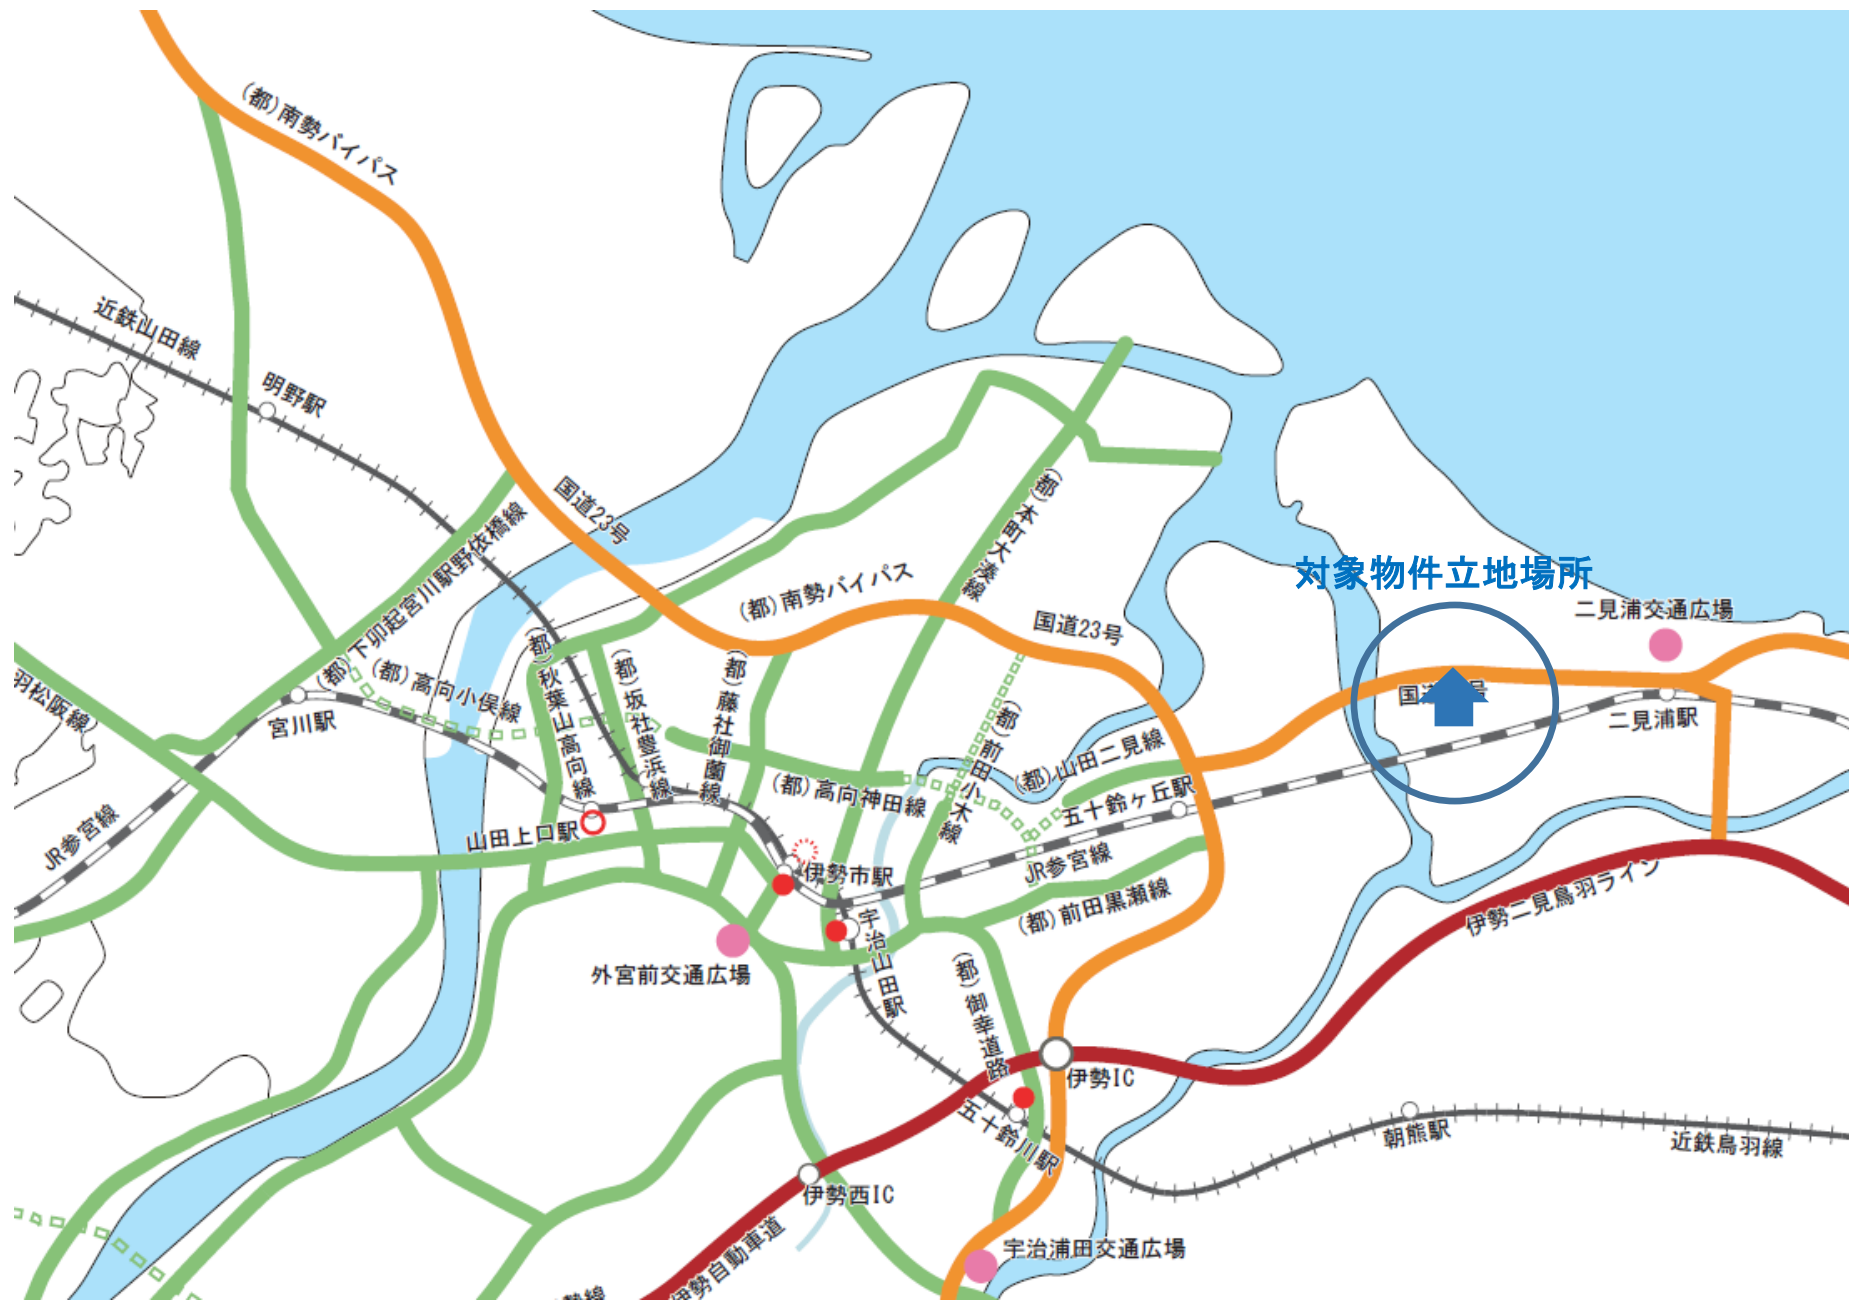 (都)南勢バイパス
近鉄山田線
明野駅
国道23号
(都)下卯起宮川駅野依橋線
(都)本町大湊線
対象物件立地場所
(都)南勢バイパス
国道23号
二見浦交通広場
(都)高向小俣線
(都)秋葉山高向線
(都)坂社豊浜線
(都)藤社御薗線
羽松阪線
宮川駅
(都)前田小木線
(都)山田二見線
国道
号
二見浦駅
(都)高向神田線
五十鈴ヶ丘駅
JR参宮線
山田上口駅
伊勢市駅
JR参宮線
(都)前田黒瀬線
伊勢二見鳥羽ライン
宇治山田駅
外宮前交通広場
(都)御幸道路
伊勢IC
五十鈴川駅
朝熊駅
近鉄鳥羽線
伊勢西IC
伊勢自動車道
宇治浦田交通広場